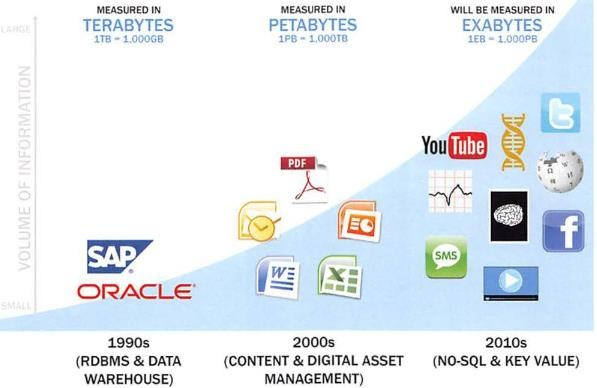 MEASURED IN
TERABYTES
1TB = 1,000GB
MEASURED IN
PETABYTES
1PB = 1,000TB
WILL BE MEASURED IN
EXABYTES
1EB = 1,000PB
LARGE
VOLUME OF INFORMATION
SMALL
t
YouTube
PDF
W
f
SMS
SAP
ORACLE
W
X
P
1990s
(RDBMS & DATA
WAREHOUSE)
2000s
(CONTENT & DIGITAL ASSET
MANAGEMENT)
2010s
(NO-SQL & KEY VALUE)